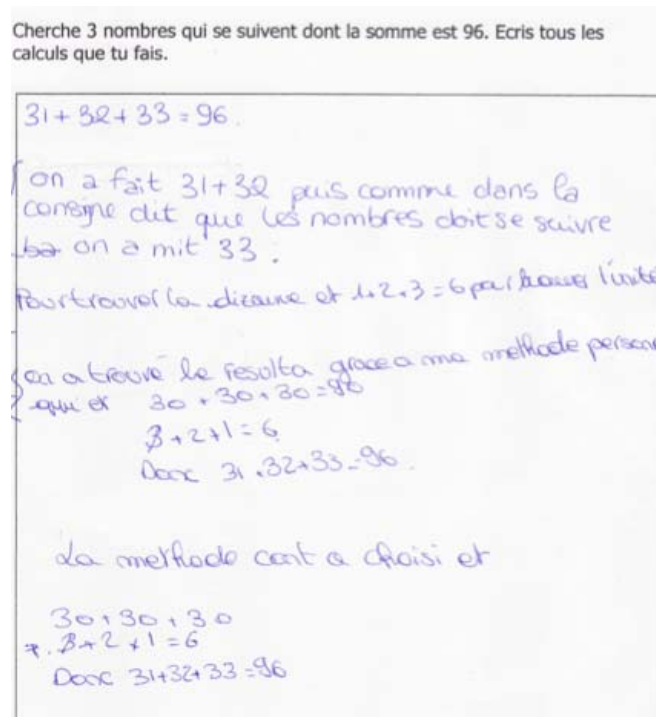 Cherche 3 nombres qui se suivent dont la somme est 96. Ecris tous les
calculs que tu fais.
31+32+33=96.
on a fait 31+32 puis comme dans la
consigne dit que les nombres doit se suivre
on a mit 33.
Pour trouver la dizaine et 1+2+3=6 par l'unité
on a trouvé le resulta grace a ma methode person
qui et 30+30+30=90
3+2+1=6
Donc 31+32+33=96.
La methode cont a choisi et
30+30+30
+. 3+2+1=6
Donc 31+32+33=96